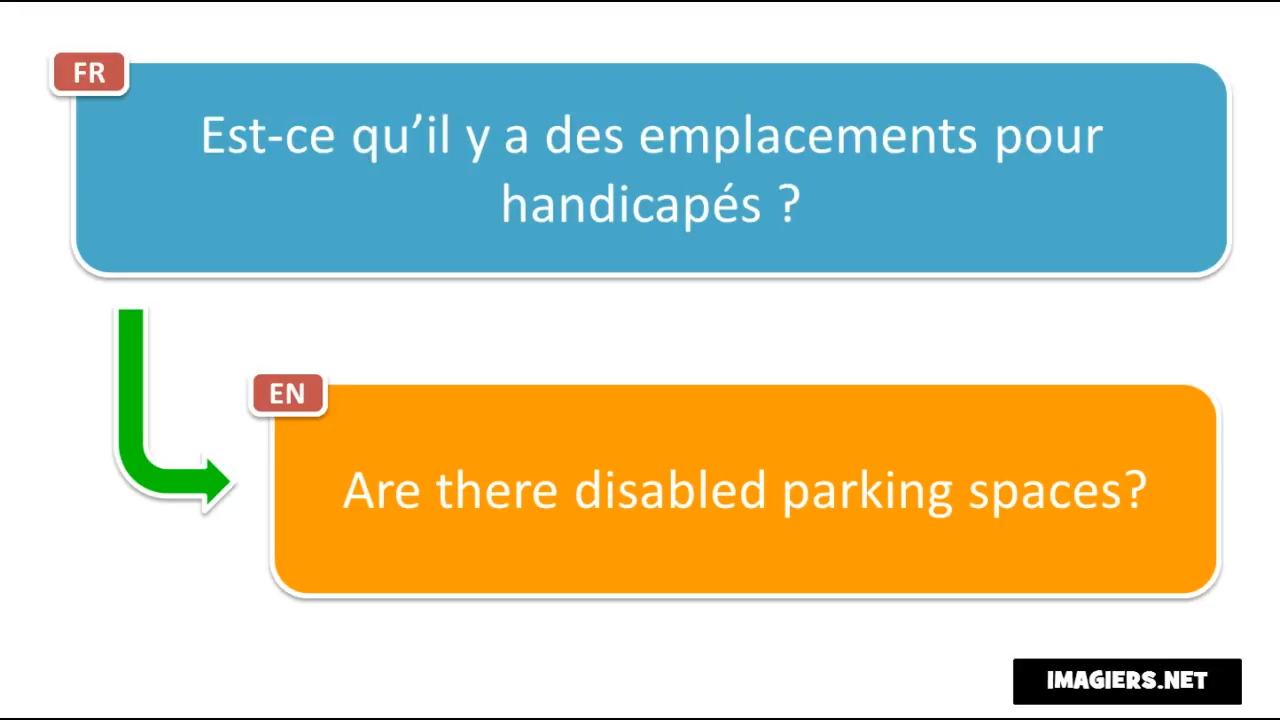 FR
Est-ce qu’il y a des emplacements pour
handicapés ?
EN
Are there disabled parking spaces?
IMAGIERS.NET